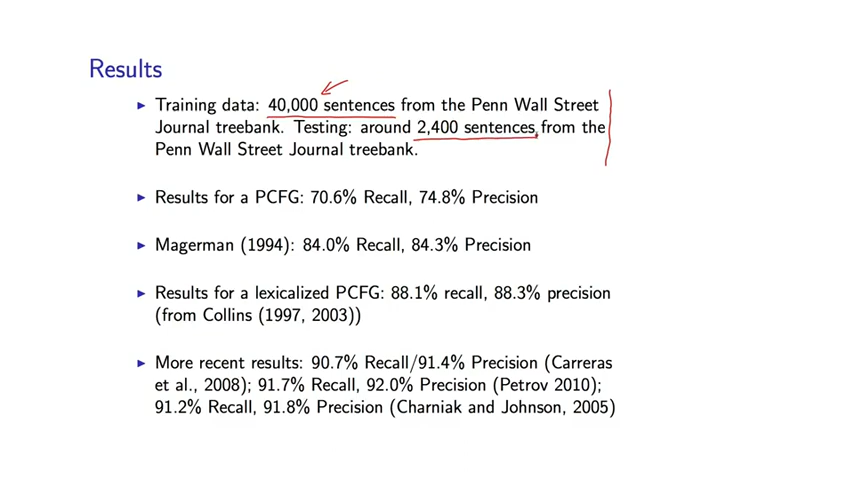 Results
▶ Training data: 40,000 sentences from the Penn Wall Street
Journal treebank. Testing: around 2,400 sentences from the
Penn Wall Street Journal treebank.
▶ Results for a PCFG: 70.6% Recall, 74.8% Precision
▶ Magerman (1994): 84.0% Recall, 84.3% Precision
▶ Results for a lexicalized PCFG: 88.1% recall, 88.3% precision
(from Collins (1997, 2003))
▶ More recent results: 90.7% Recall/91.4% Precision (Carreras
et al., 2008); 91.7% Recall, 92.0% Precision (Petrov 2010);
91.2% Recall, 91.8% Precision (Charniak and Johnson, 2005)